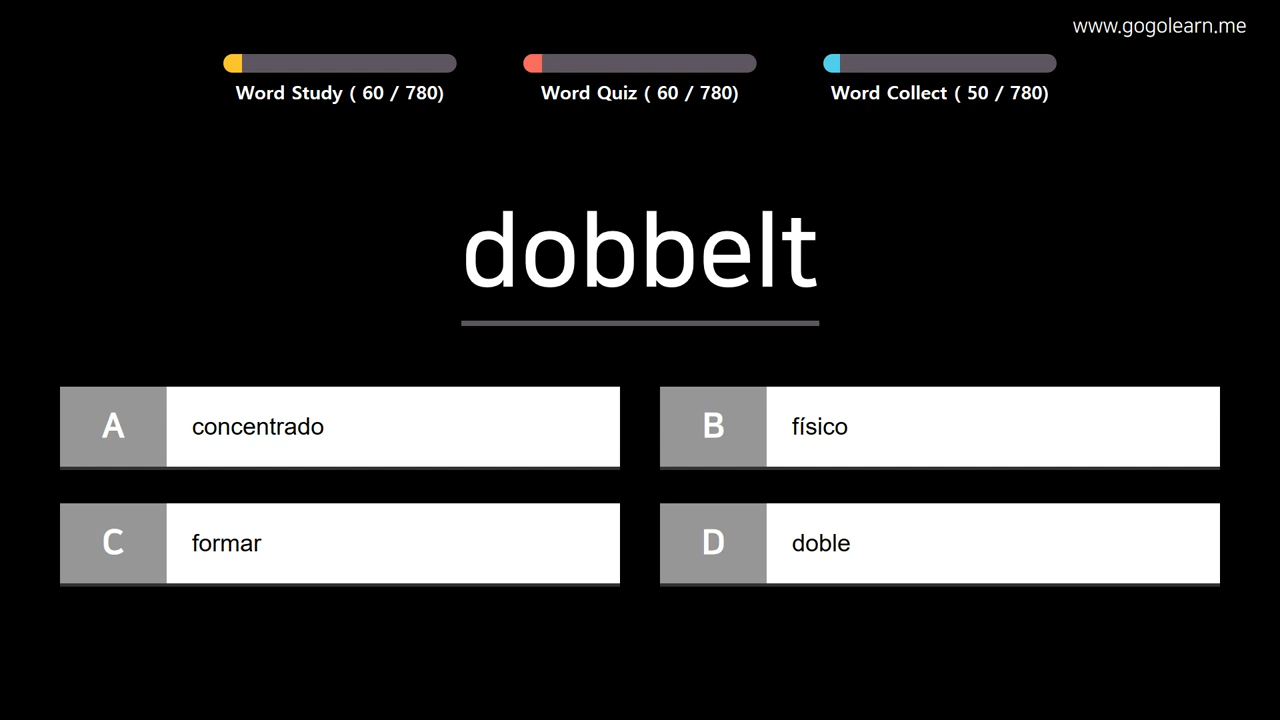 www.gogolearn.me
Word Study ( 60 / 780)
Word Quiz ( 60 / 780)
Word Collect ( 50 / 780)
dobbelt
A concentrado
B físico
C formar
D doble